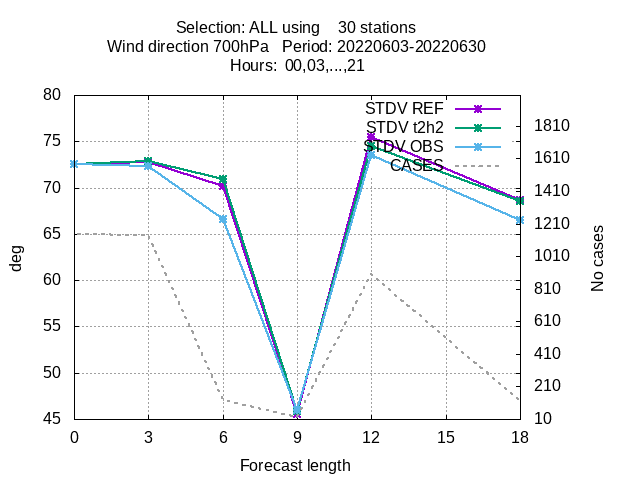 Selection: ALL using    30 stations
Wind direction 700hPa   Period: 20220603-20220630
Hours:  00,03,...,21
80
75
70
65
60
55
50
45
deg
STDV REF
STDV t2h2
STDV OBS
CASES
1810
1610
1410
1210
1010
810
610
410
210
10
No cases
0 3 6 9 12 15 18
Forecast length